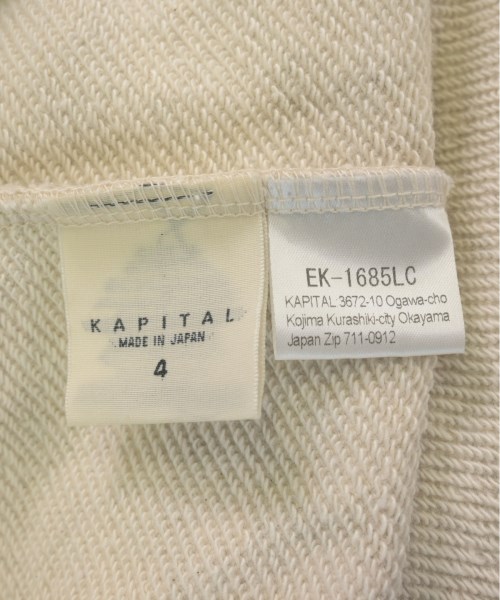 KAPITAL
MADE IN JAPAN
4
EK-1685LC
KAPITAL 3672-10 Ogawa-cho
Kojima Kurashiki-city Okayama
Japan Zip 711-0912